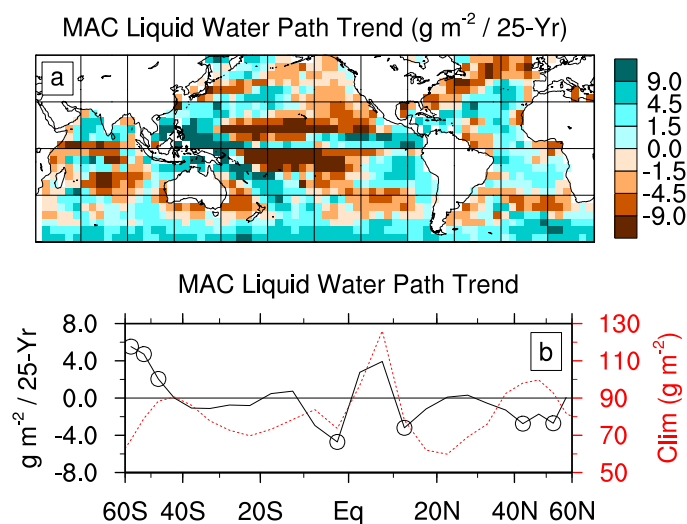 MAC Liquid Water Path Trend (g m⁻² / 25-Yr)
a
9.0
4.5
1.5
0.0
-1.5
-4.5
-9.0
MAC Liquid Water Path Trend
b
g m⁻² / 25-Yr
8.0
4.0
0.0
-4.0
-8.0
130
110
90
70
50
Clim (g m⁻²)
60S 40S 20S Eq 20N 40N 60N